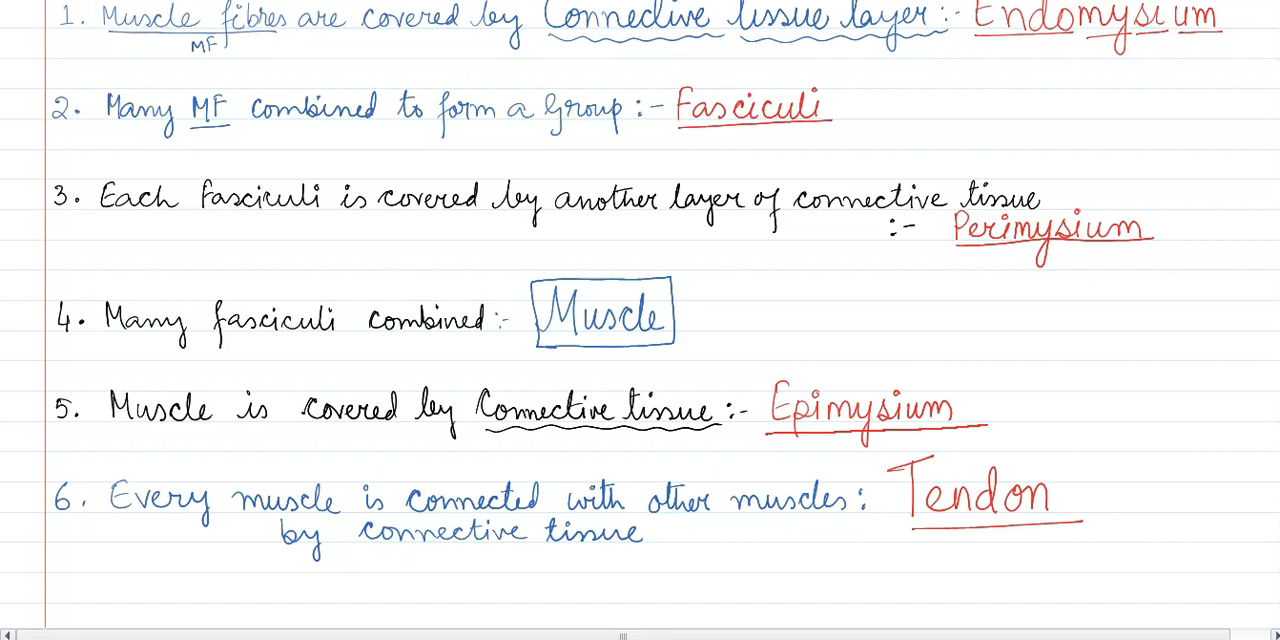 1. Muscle fibres are covered by Connective tissue layer:- Endomysium
MF
2. Many MF combined to form a Group:- Fasciculi
3. Each Fasciculi is covered by another layer of connective tissue
:- Perimysium
4. Many fasciculi combined:- Muscle
5. Muscle is covered by Connective tissue:- Epimysium
6. Every muscle is connected with other muscles: Tendon
by connective tissue